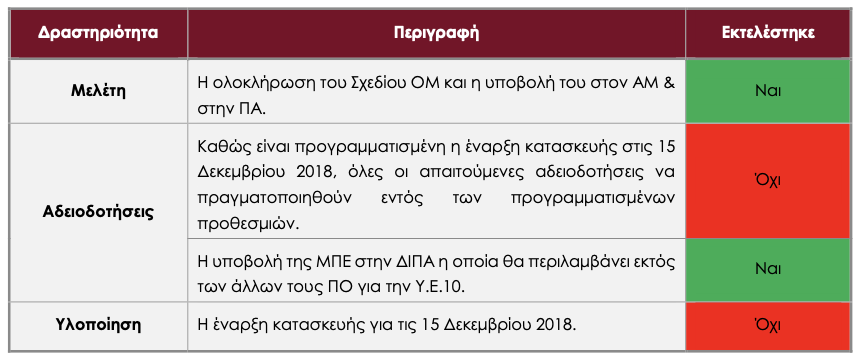 Δραστηριότητα Περιγραφή Εκτελέστηκε
Μελέτη
Η ολοκλήρωση του Σχεδίου ΟΜ και η υποβολή του στον ΑΜ &
στην ΠΑ.
Ναι
Αδειοδοτήσεις
Καθώς είναι προγραμματισμένη η έναρξη κατασκευής στις 15
Δεκεμβρίου 2018, όλες οι απαιτούμενες αδειοδοτήσεις να
πραγματοποιηθούν εντός των προγραμματισμένων
προθεσμιών.
Όχι
Η υποβολή της ΜΠΕ στην ΔΙΠΑ η οποία θα περιλαμβάνει εκτός
των άλλων τους ΠΟ για την Υ.Ε.10.
Ναι
Υλοποίηση Η έναρξη κατασκευής για τις 15 Δεκεμβρίου 2018. Όχι